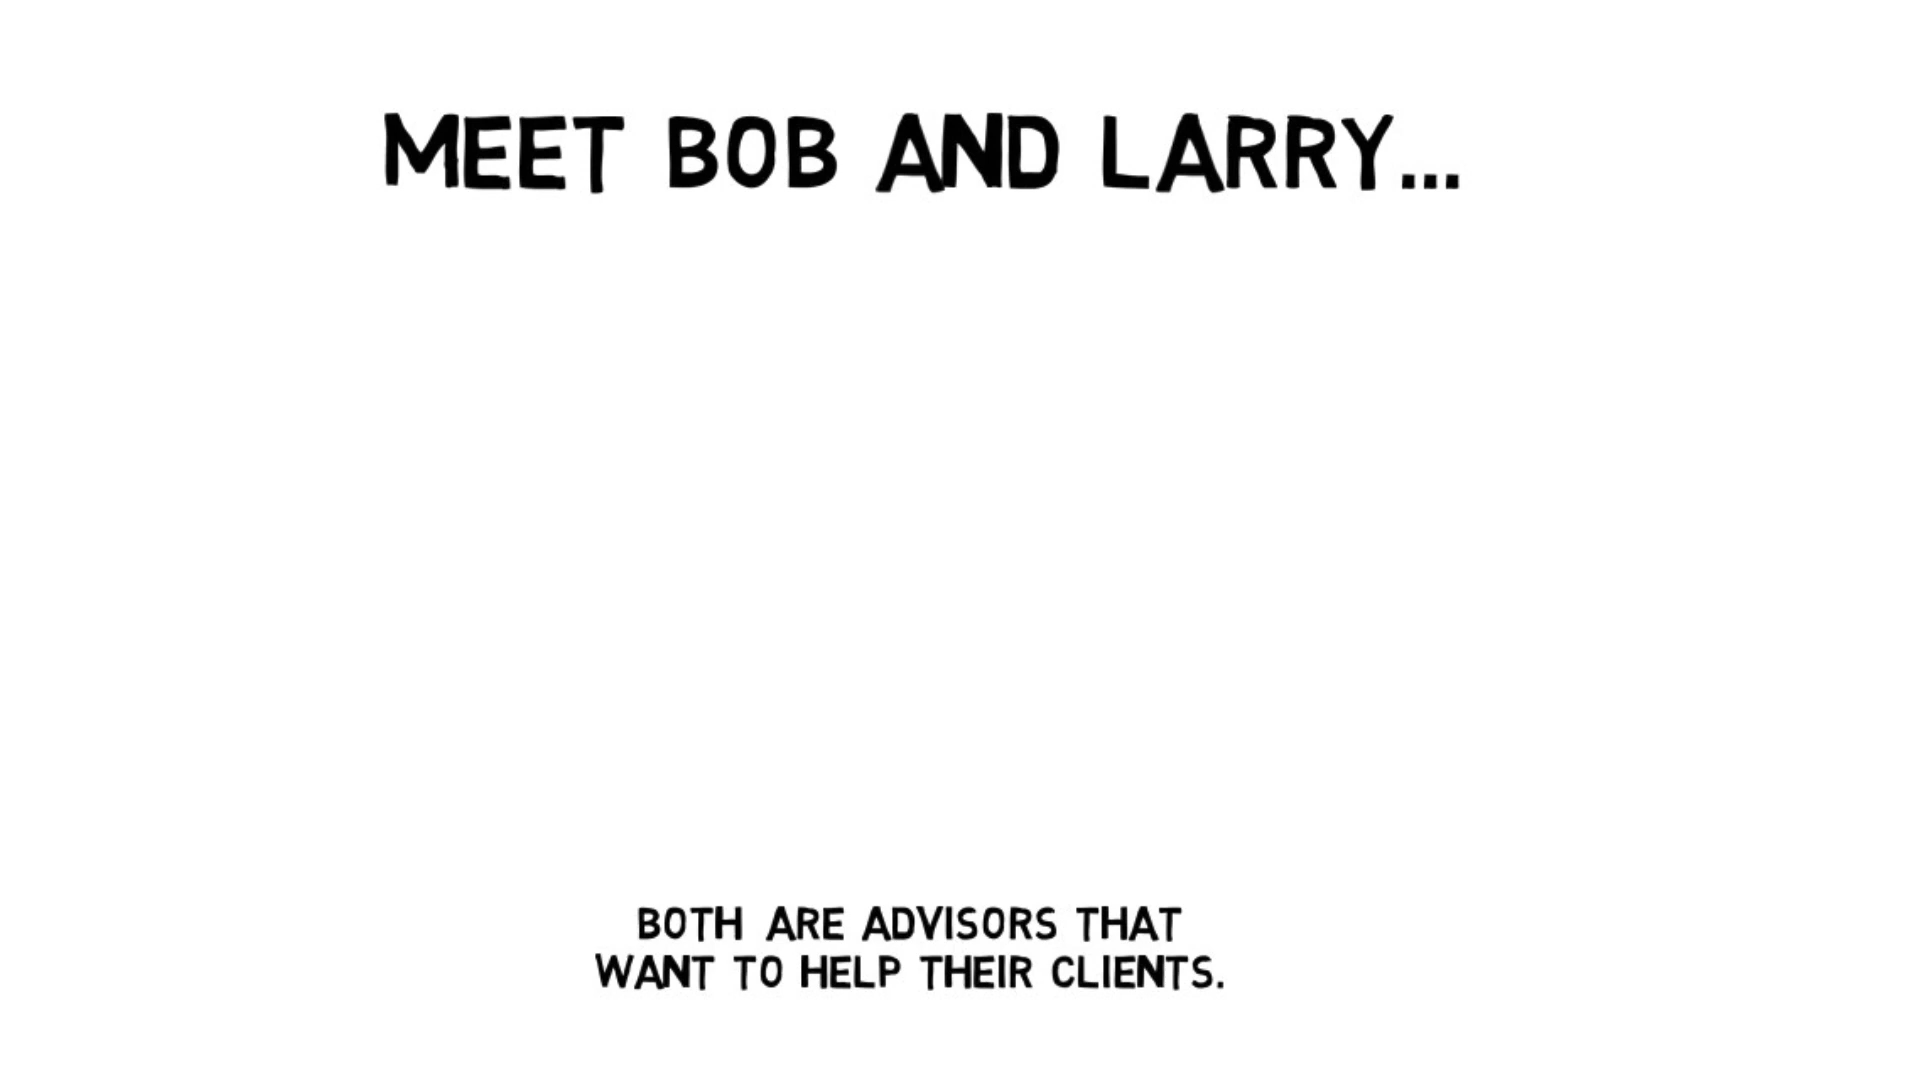 MEET BOB AND LARRY...
BOTH ARE ADVISORS THAT
WANT TO HELP THEIR CLIENTS.